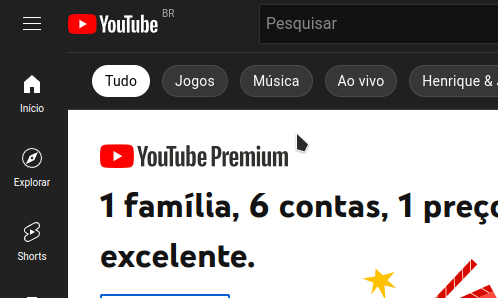 YouTube BR
Pesquisar
Tudo Jogos Música Ao vivo Henrique &
Início
Explorar
Shorts
YouTube Premium
1 família, 6 contas, 1
excelente.